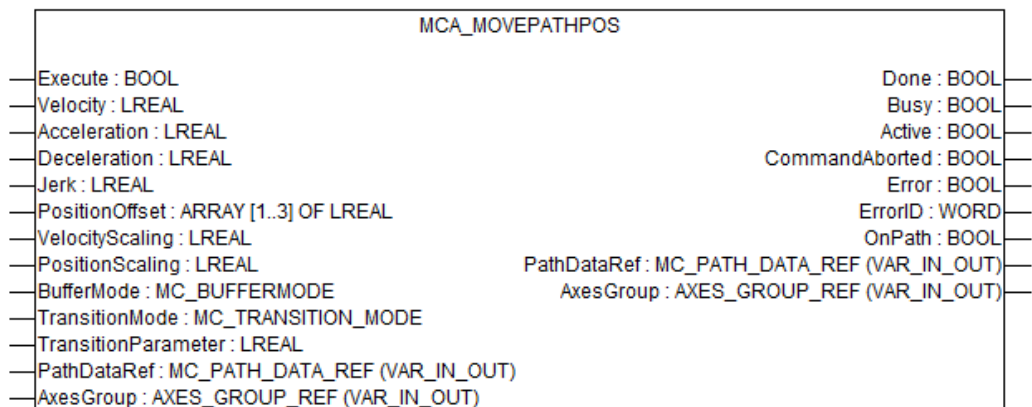 MCA_MOVEPATHPOS
Execute : BOOL Done : BOOL
Velocity : LREAL Busy : BOOL
Acceleration : LREAL Active : BOOL
Deceleration : LREAL CommandAborted : BOOL
Jerk : LREAL Error : BOOL
PositionOffset : ARRAY [1..3] OF LREAL ErrorID : WORD
VelocityScaling : LREAL OnPath : BOOL
PositionScaling : LREAL PathDataRef : MC_PATH_DATA_REF (VAR_IN_OUT)
BufferMode : MC_BUFFERMODE AxesGroup : AXES_GROUP_REF (VAR_IN_OUT)
TransitionMode : MC_TRANSITION_MODE
TransitionParameter : LREAL
PathDataRef : MC_PATH_DATA_REF (VAR_IN_OUT)
AxesGroup : AXES_GROUP_REF (VAR_IN_OUT)